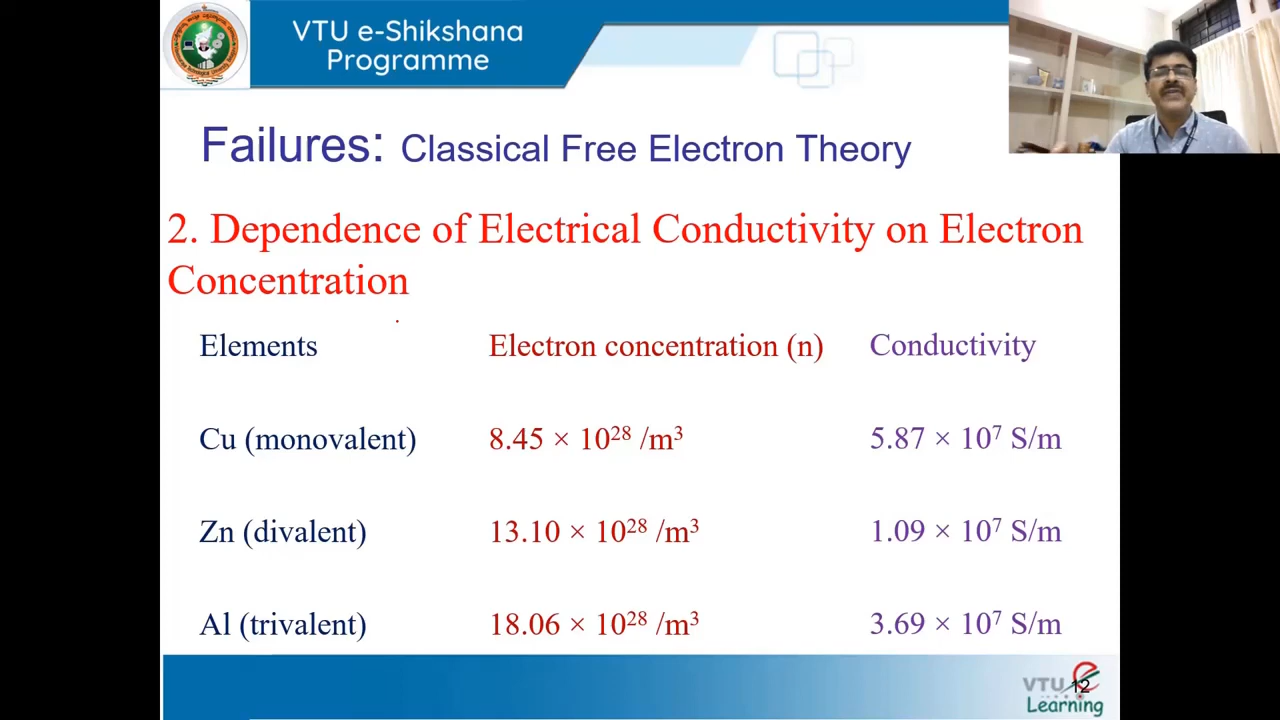 VTU e-Shikshana
Programme
Failures: Classical Free Electron Theory
2. Dependence of Electrical Conductivity on Electron
Concentration
Elements Electron concentration (n) Conductivity
Cu (monovalent) 8.45 × 10²⁸ /m³ 5.87 × 10⁷ S/m
Zn (divalent) 13.10 × 10²⁸ /m³ 1.09 × 10⁷ S/m
Al (trivalent) 18.06 × 10²⁸ /m³ 3.69 × 10⁷ S/m
VTU e 12
Learning